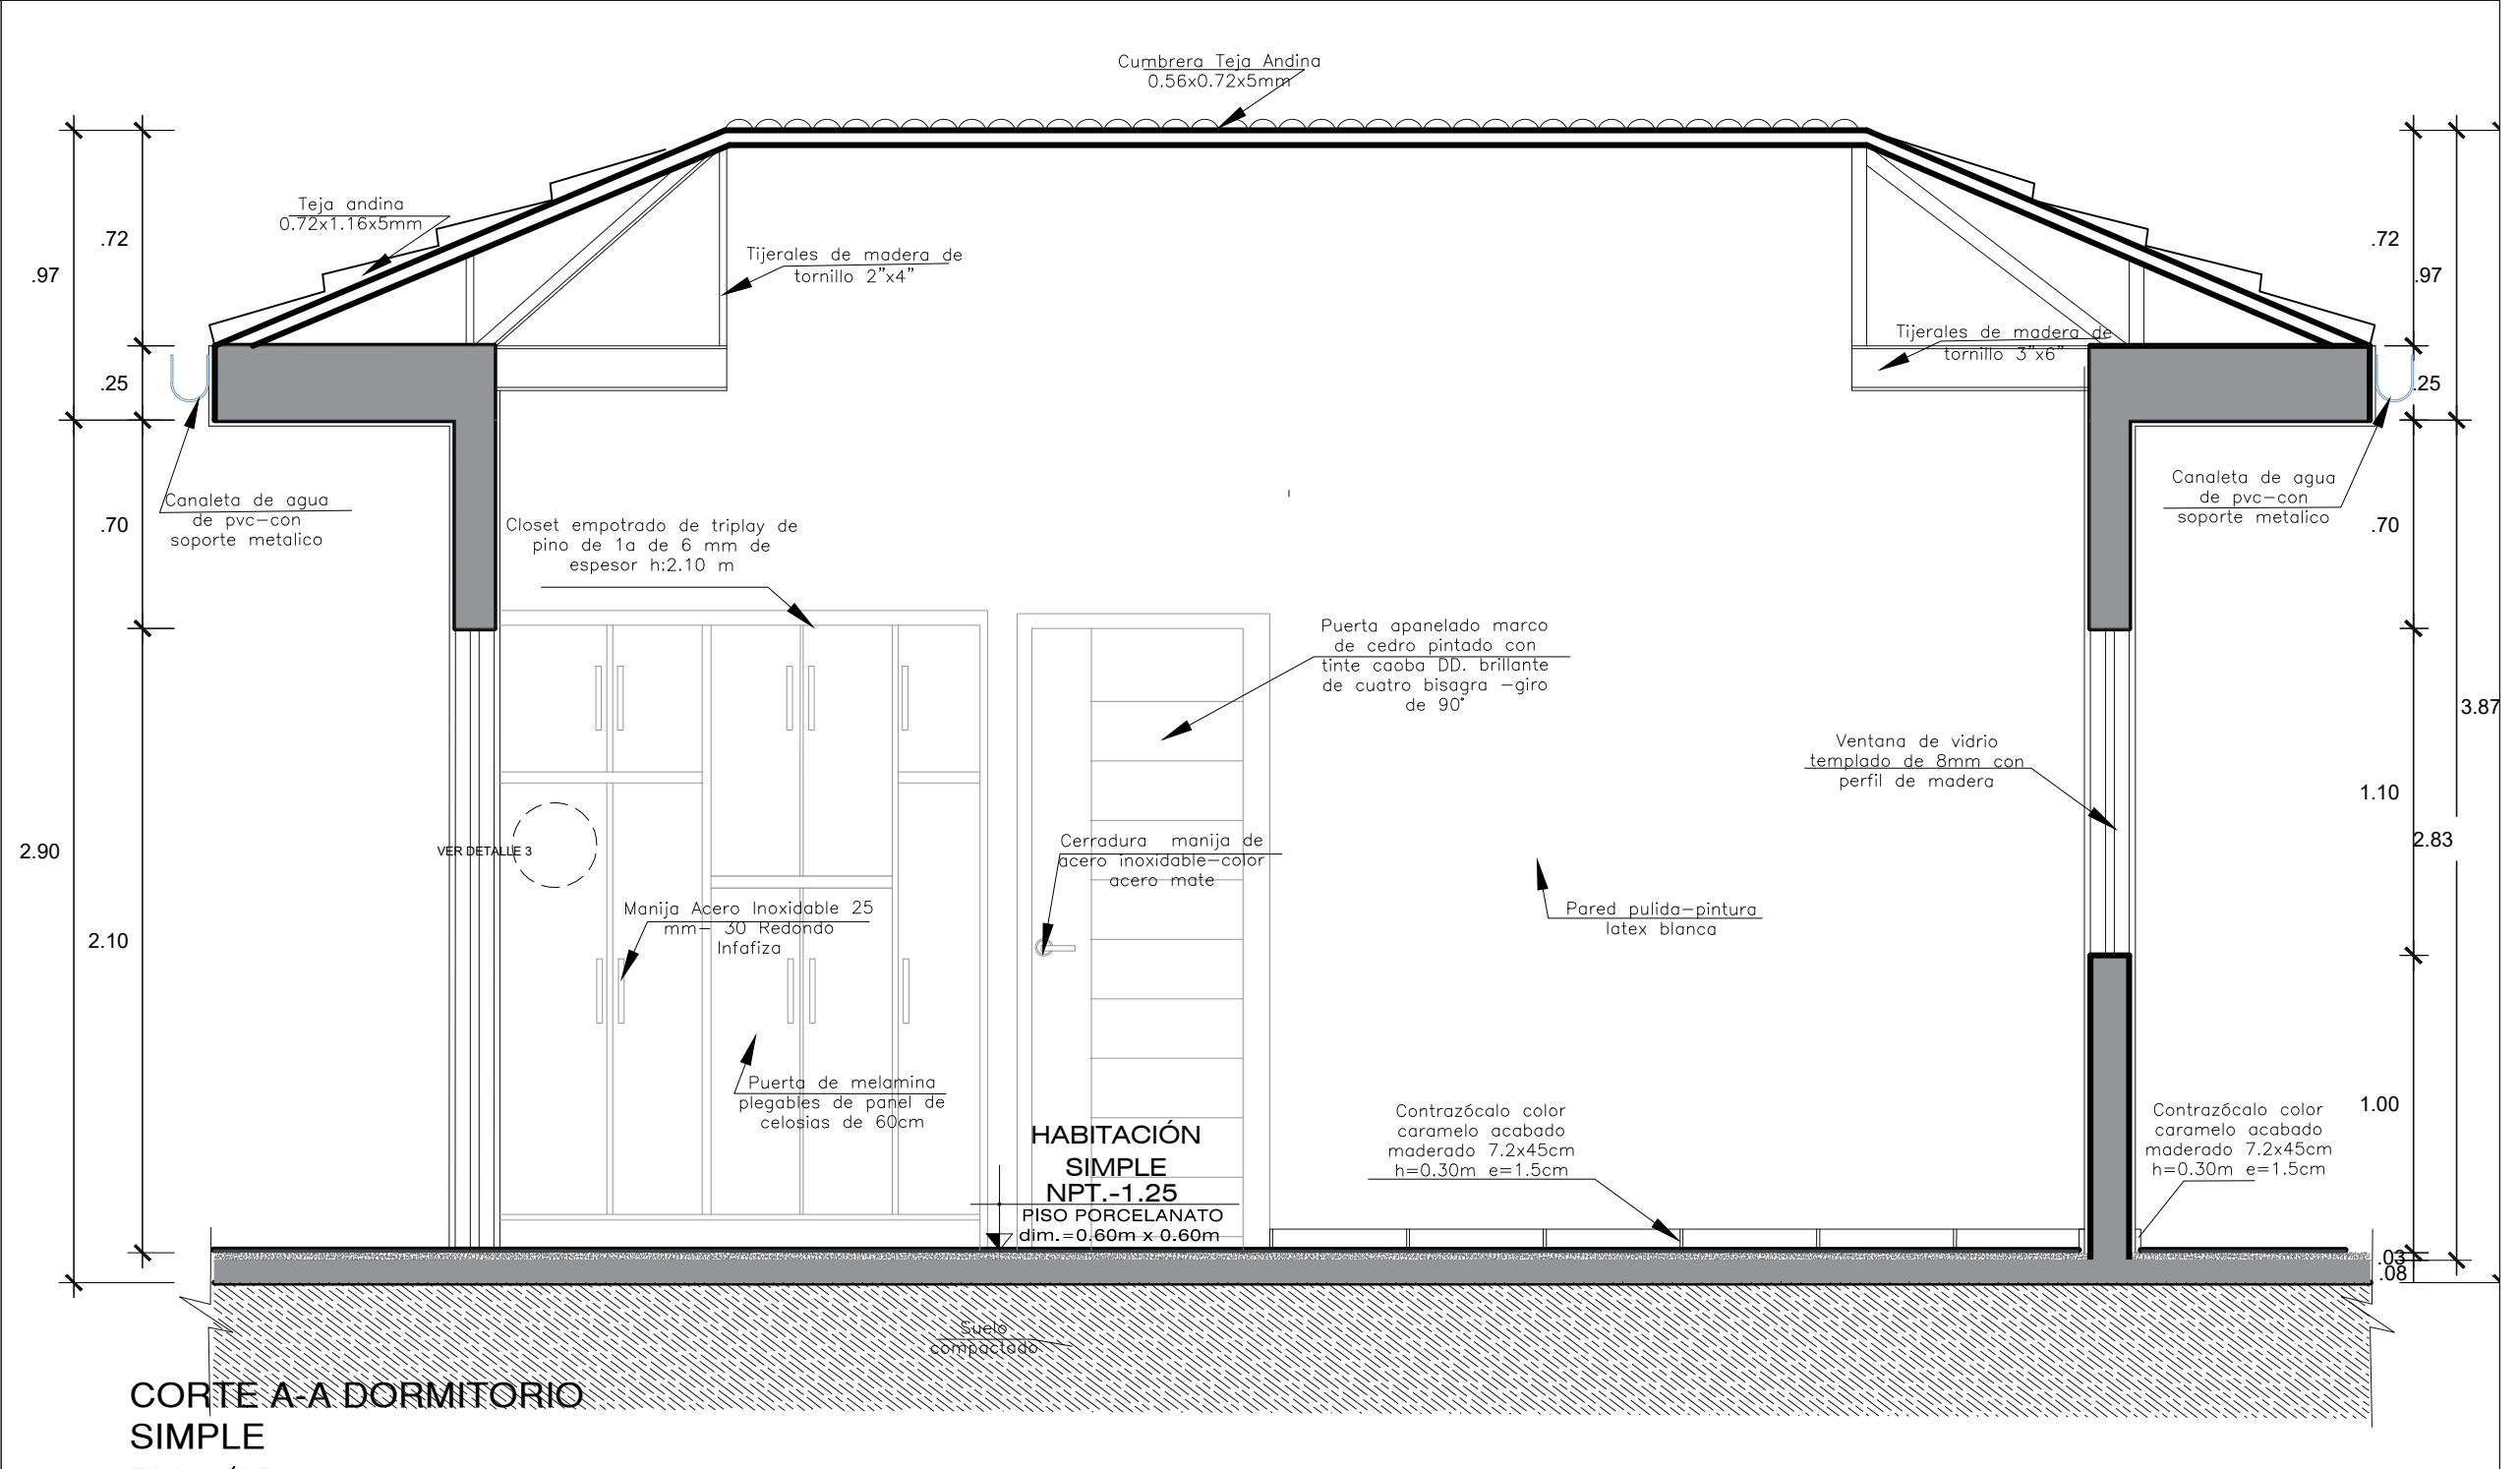 Cumbrera Teja Andina
0.56x0.72x5mm
Teja andina
0.72x1.16x5mm
Tijerales de madera de
tornillo 2"x4"
Tijerales de madera de
tornillo 3"x6"
.72
.97
.25
.70
2.90
2.10
.72
.97
.25
.70
3.87
1.10
2.83
1.00
.03
.08
Canaleta de agua
de pvc-con
soporte metalico
Canaleta de agua
de pvc-con
soporte metalico
Closet empotrado de triplay de
pino de 1a de 6 mm de
espesor h:2.10 m
Puerta apanelado marco
de cedro pintado con
tinte caoba DD. brillante
de cuatro bisagra -giro
de 90°
Ventana de vidrio
templado de 8mm con
perfil de madera
VER DETALLE 3
Cerradura manija de
acero inoxidable-color
acero mate
Manija Acero Inoxidable 25
mm- 30 Redondo
Infafiza
Pared pulida-pintura
latex blanca
Puerta de melamina
plegables de panel de
celosias de 60cm
HABITACIÓN
SIMPLE
NPT.-1.25
PISO PORCELANATO
dim.=0.60m x 0.60m
Contrazócalo color
caramelo acabado
maderado 7.2x45cm
h=0.30m e=1.5cm
Contrazócalo color
caramelo acabado
maderado 7.2x45cm
h=0.30m e=1.5cm
Suelo
compactado
CORTE A-A DORMITORIO
SIMPLE